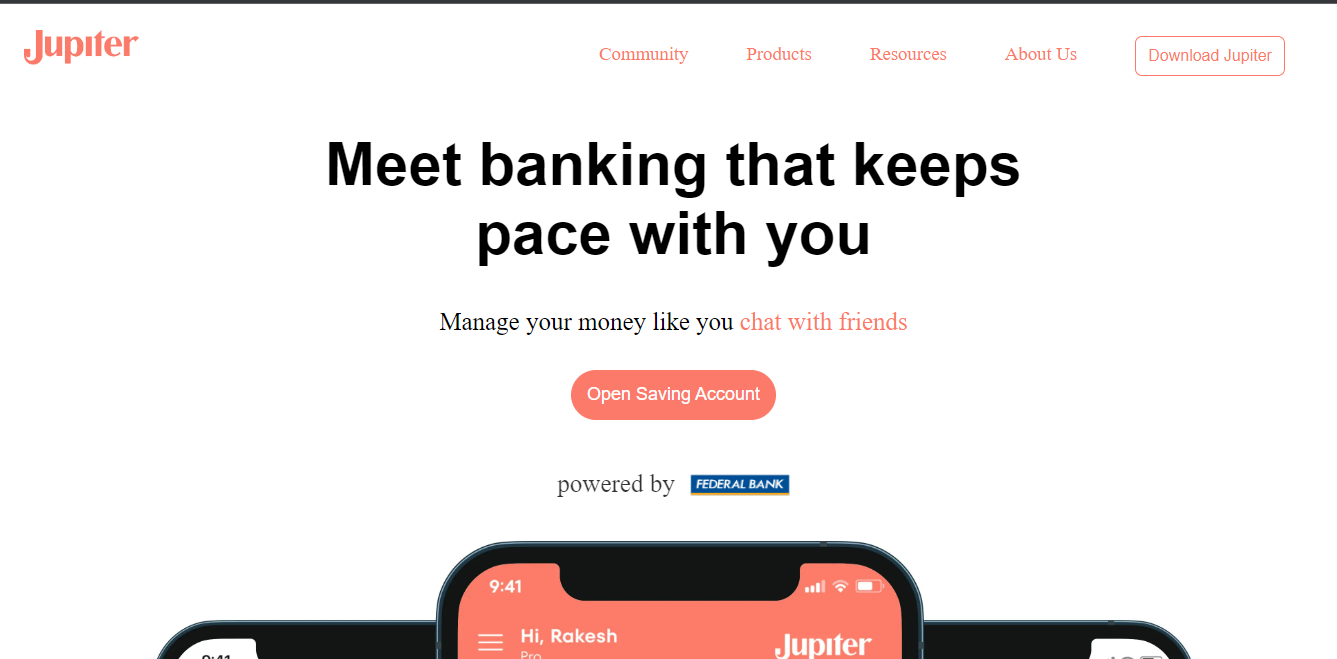 Jupiter
Community
Products
Resources
About Us
Download Jupiter
Meet banking that keeps
pace with you
Manage your money like you chat with friends
Open Saving Account
powered by FEDERAL BANK
9:41
Hi, Rakesh
Jupiter
Pro
9:41